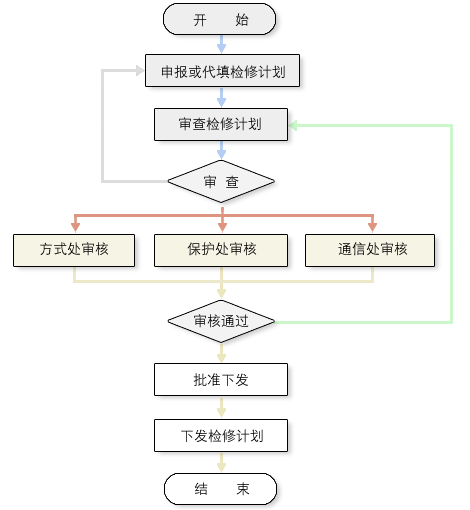 开 始
申报或代填检修计划
审查检修计划
审 查
方式处审核
保护处审核
通信处审核
审核通过
批准下发
下发检修计划
结 束